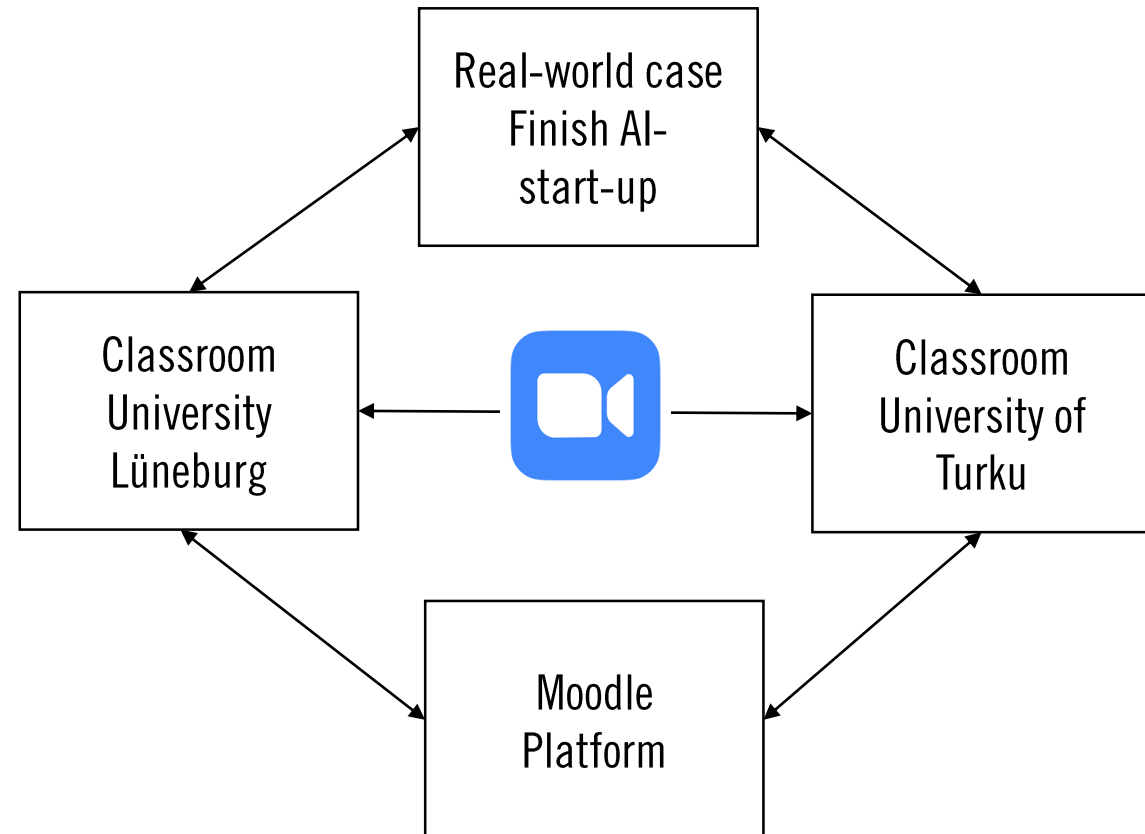 Real-world case
Finish AI-
start-up
Classroom
University
Lüneburg
Classroom
University of
Turku
Moodle
Platform